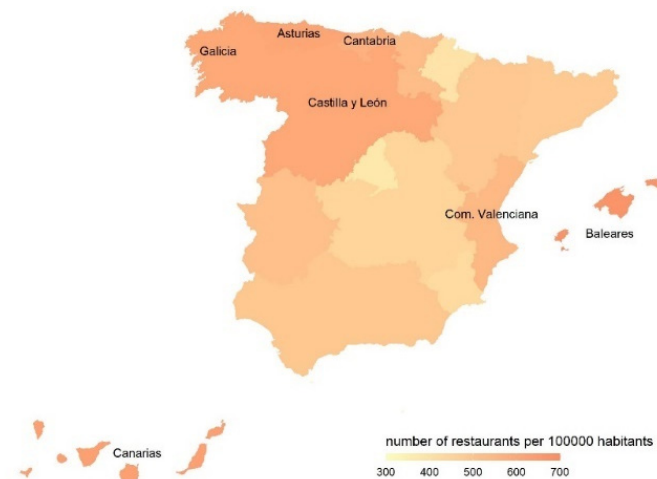 Asturias
Cantabria
Galicia
Castilla y León
Com. Valenciana
Baleares
Canarias
number of restaurants per 100000 habitants
300 400 500 600 700